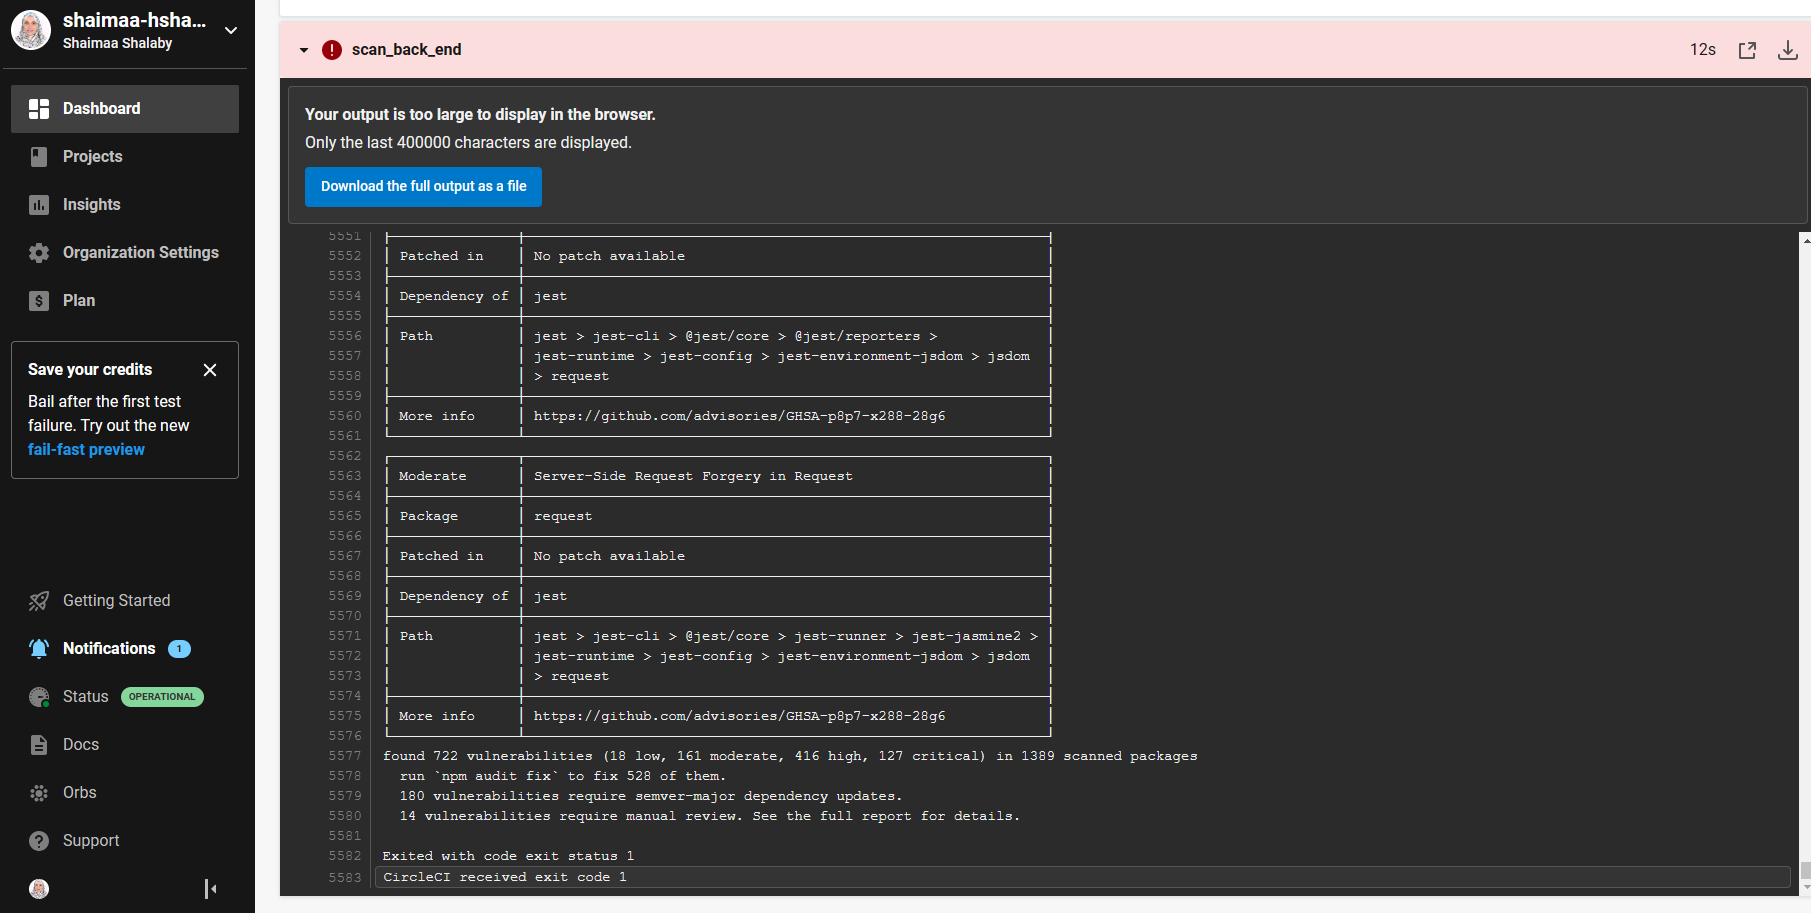 shaimaa-hsha...
Shaimaa Shalaby
Dashboard
Projects
Insights
Organization Settings
Plan
Save your credits
Bail after the first test
failure. Try out the new
fail-fast preview
Getting Started
Notifications 1
Status OPERATIONAL
Docs
Orbs
Support
scan_back_end 12s
Your output is too large to display in the browser.
Only the last 400000 characters are displayed.
Download the full output as a file
5551
5552 Patched in No patch available
5553
5554 Dependency of jest
5555
5556 Path jest > jest-cli > @jest/core > @jest/reporters >
5557 jest-runtime > jest-config > jest-environment-jsdom > jsdom
5558 > request
5559
5560 More info https://github.com/advisories/GHSA-p8p7-x288-28g6
5561
5562
5563 Moderate Server-Side Request Forgery in Request
5564
5565 Package request
5566
5567 Patched in No patch available
5568
5569 Dependency of jest
5570
5571 Path jest > jest-cli > @jest/core > jest-runner > jest-jasmine2 >
5572 jest-runtime > jest-config > jest-environment-jsdom > jsdom
5573 > request
5574
5575 More info https://github.com/advisories/GHSA-p8p7-x288-28g6
5576
5577 found 722 vulnerabilities (18 low, 161 moderate, 416 high, 127 critical) in 1389 scanned packages
5578 run `npm audit fix` to fix 528 of them.
5579 180 vulnerabilities require semver-major dependency updates.
5580 14 vulnerabilities require manual review. See the full report for details.
5581
5582 Exited with code exit status 1
5583 CircleCI received exit code 1